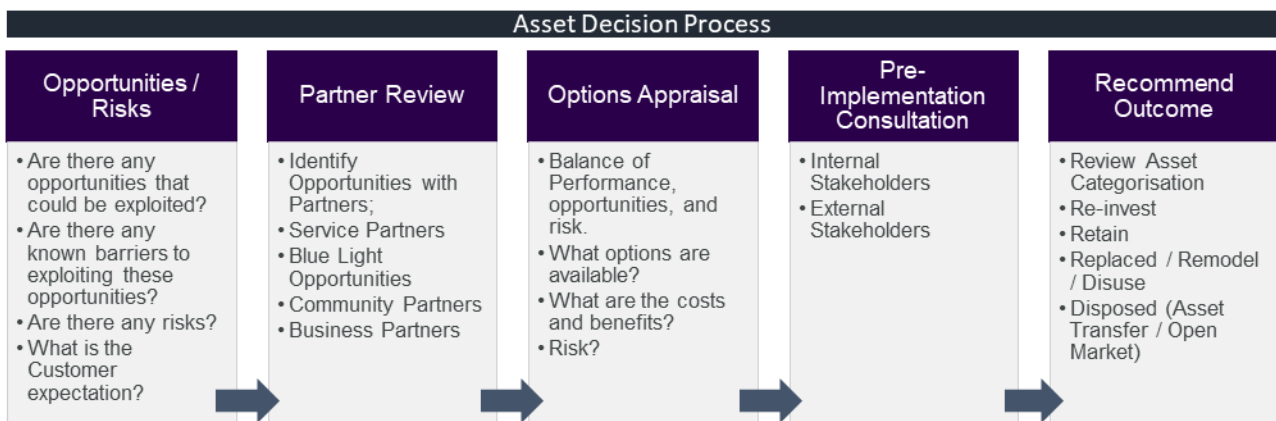 Asset Decision Process
Opportunities /
Risks
• Are there any
opportunities that
could be exploited?
• Are there any
known barriers to
exploiting these
opportunities?
• Are there any risks?
• What is the
Customer
expectation?
Partner Review
• Identify
Opportunities with
Partners;
• Service Partners
• Blue Light
Opportunities
• Community Partners
• Business Partners
Options Appraisal
• Balance of
Performance,
opportunities, and
risk.
• What options are
available?
• What are the costs
and benefits?
• Risk?
Pre-
Implementation
Consultation
• Internal
Stakeholders
• External
Stakeholders
Recommend
Outcome
• Review Asset
Categorisation
• Re-invest
• Retain
• Replaced / Remodel
/ Disuse
• Disposed (Asset
Transfer / Open
Market)